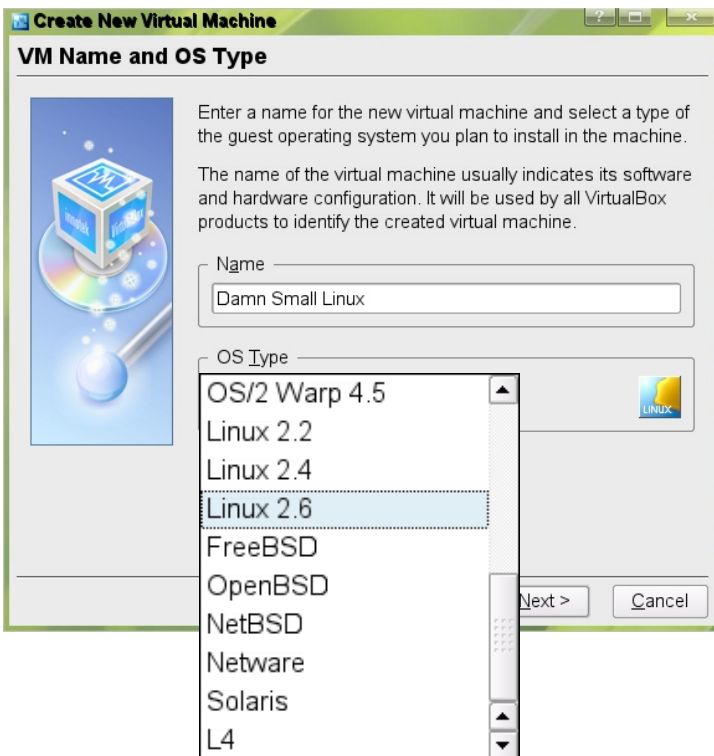 Create New Virtual Machine
VM Name and OS Type
Enter a name for the new virtual machine and select a type of
the guest operating system you plan to install in the machine.
The name of the virtual machine usually indicates its software
and hardware configuration. It will be used by all VirtualBox
products to identify the created virtual machine.
innotek
VirtualBox
Name
Damn Small Linux
OS Type
LINUX
OS/2 Warp 4.5
Linux 2.2
Linux 2.4
Linux 2.6
FreeBSD
OpenBSD
NetBSD
Netware
Solaris
L4
Next >
Cancel